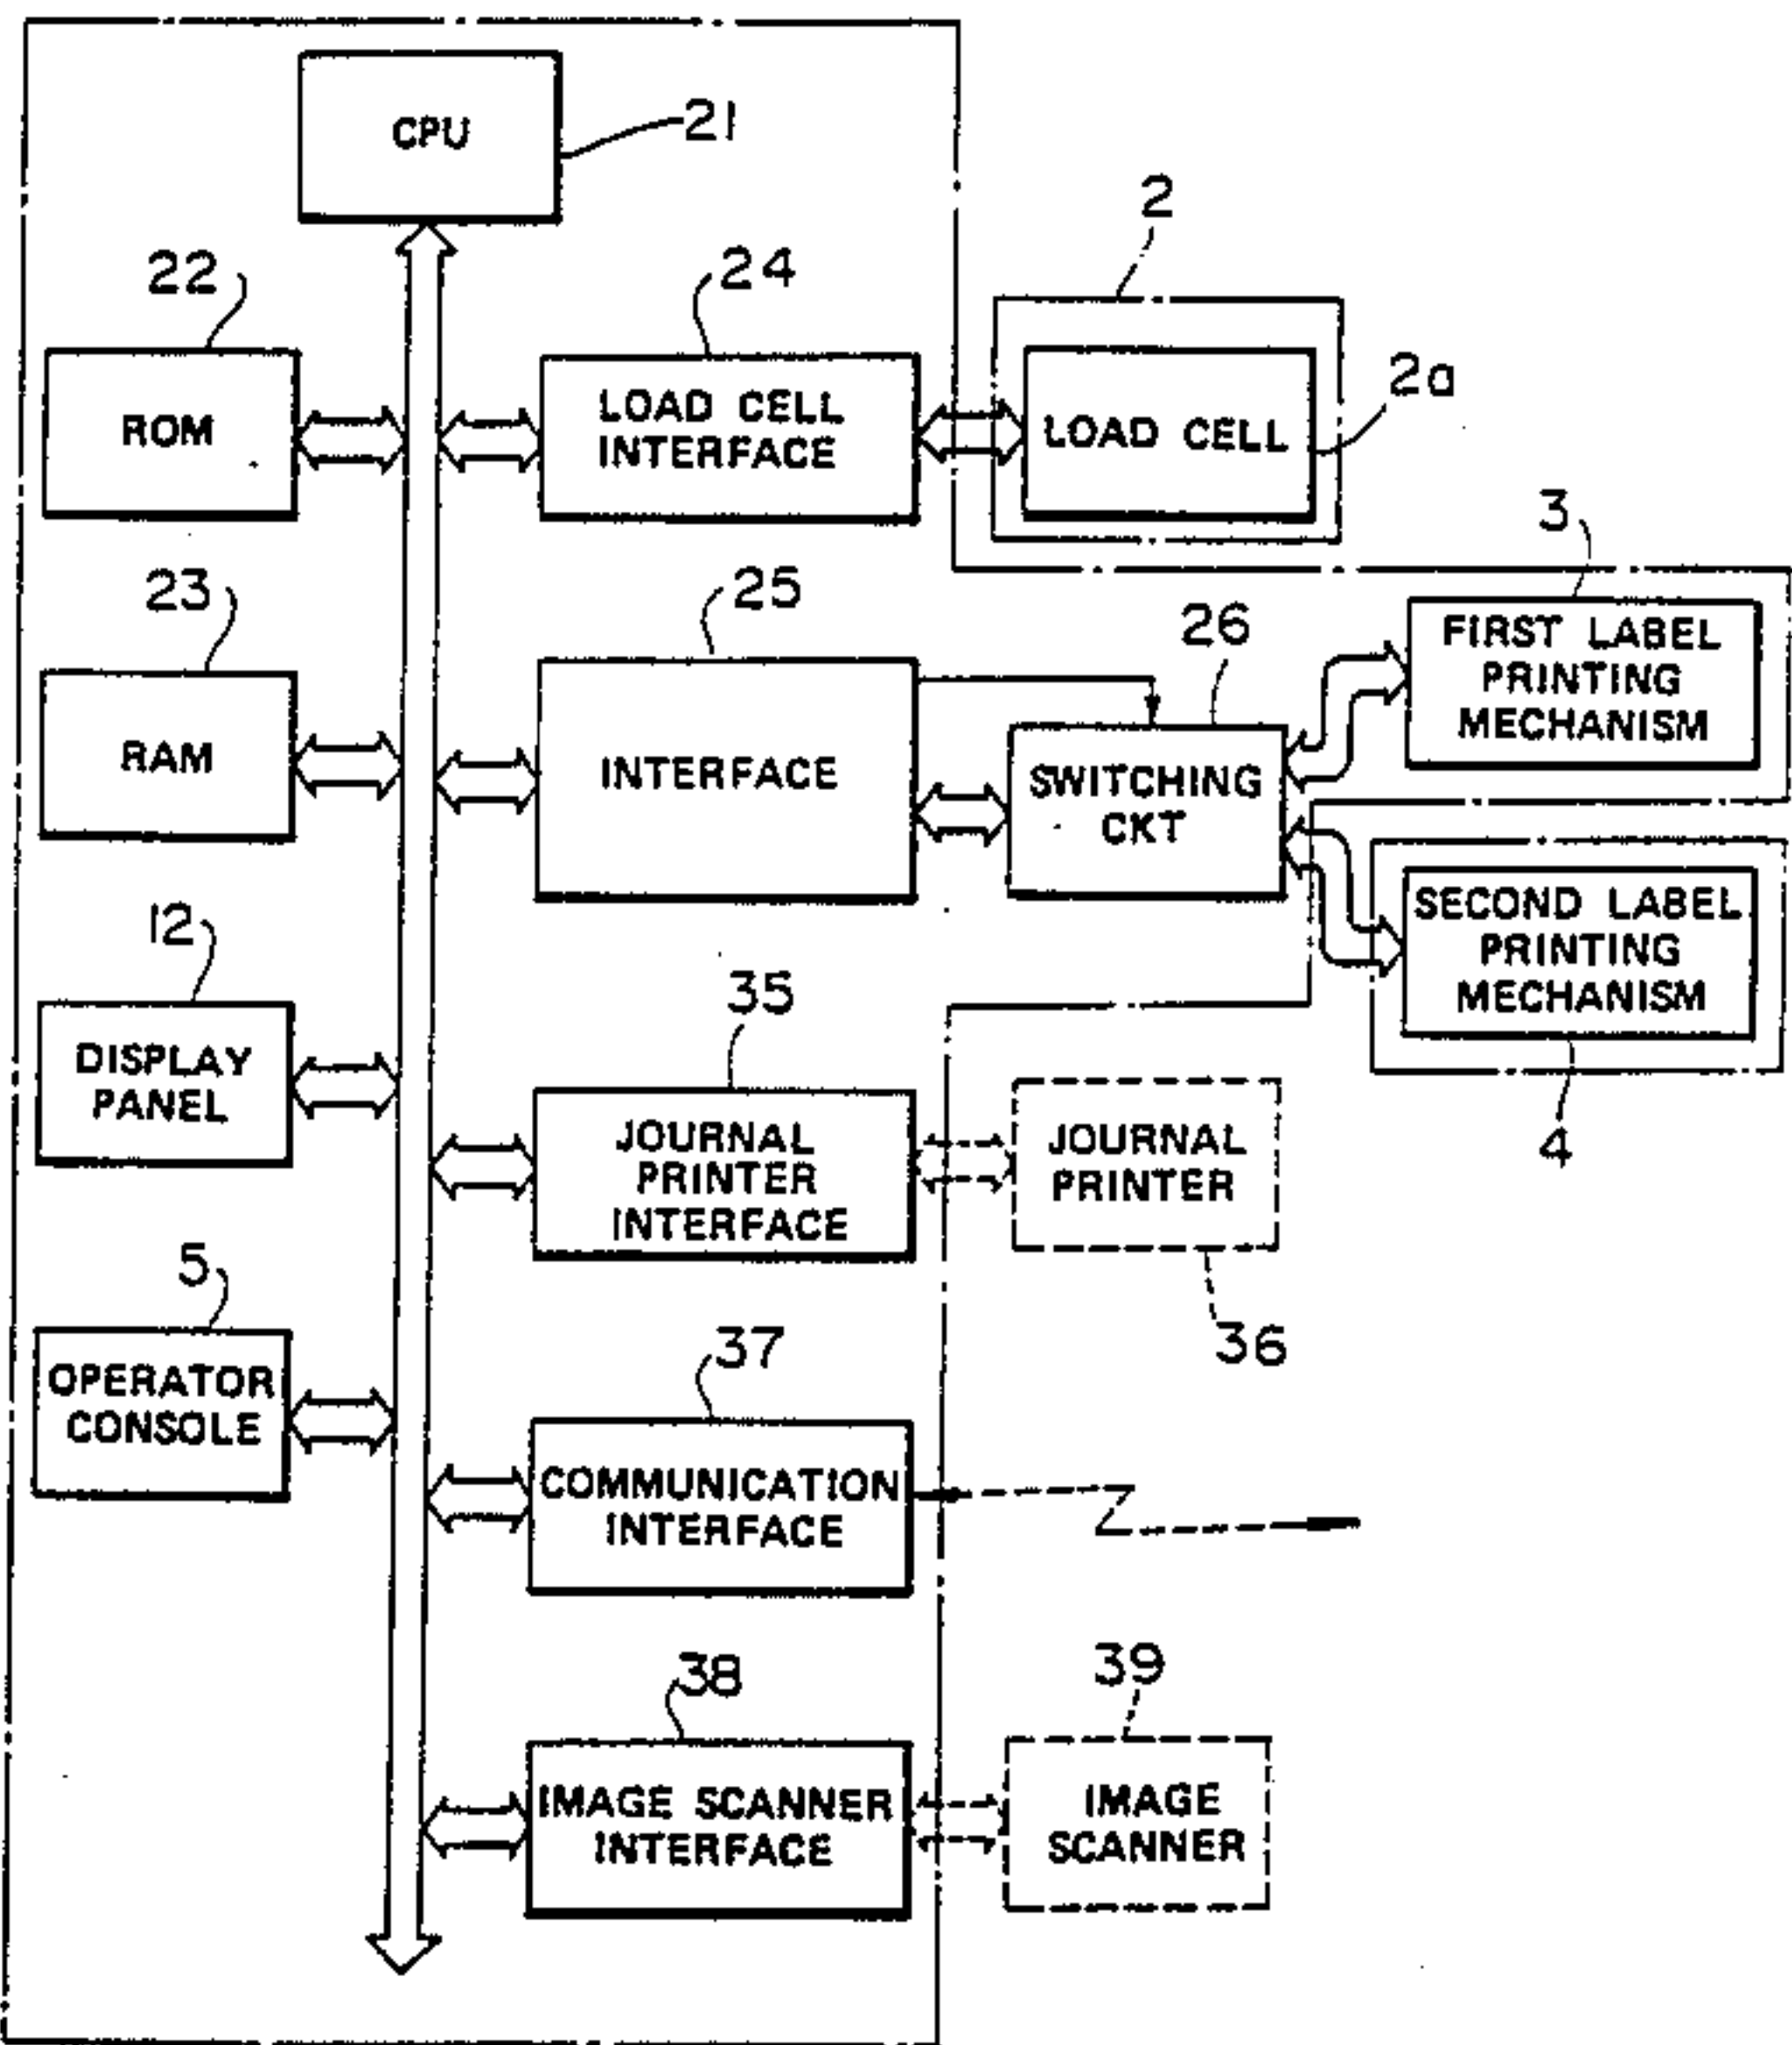 CPU
21
2
22
24
2a
ROM
LOAD CELL
INTERFACE
LOAD CELL
3
23
25
26
FIRST LABEL
PRINTING
MECHANISM
RAM
INTERFACE
SWITCHING
CKT
12
SECOND LABEL
PRINTING
MECHANISM
35
DISPLAY
PANEL
4
JOURNAL
PRINTER
INTERFACE
JOURNAL
PRINTER
5
36
37
OPERATOR
CONSOLE
COMMUNICATION
INTERFACE
38
39
IMAGE SCANNER
INTERFACE
IMAGE
SCANNER